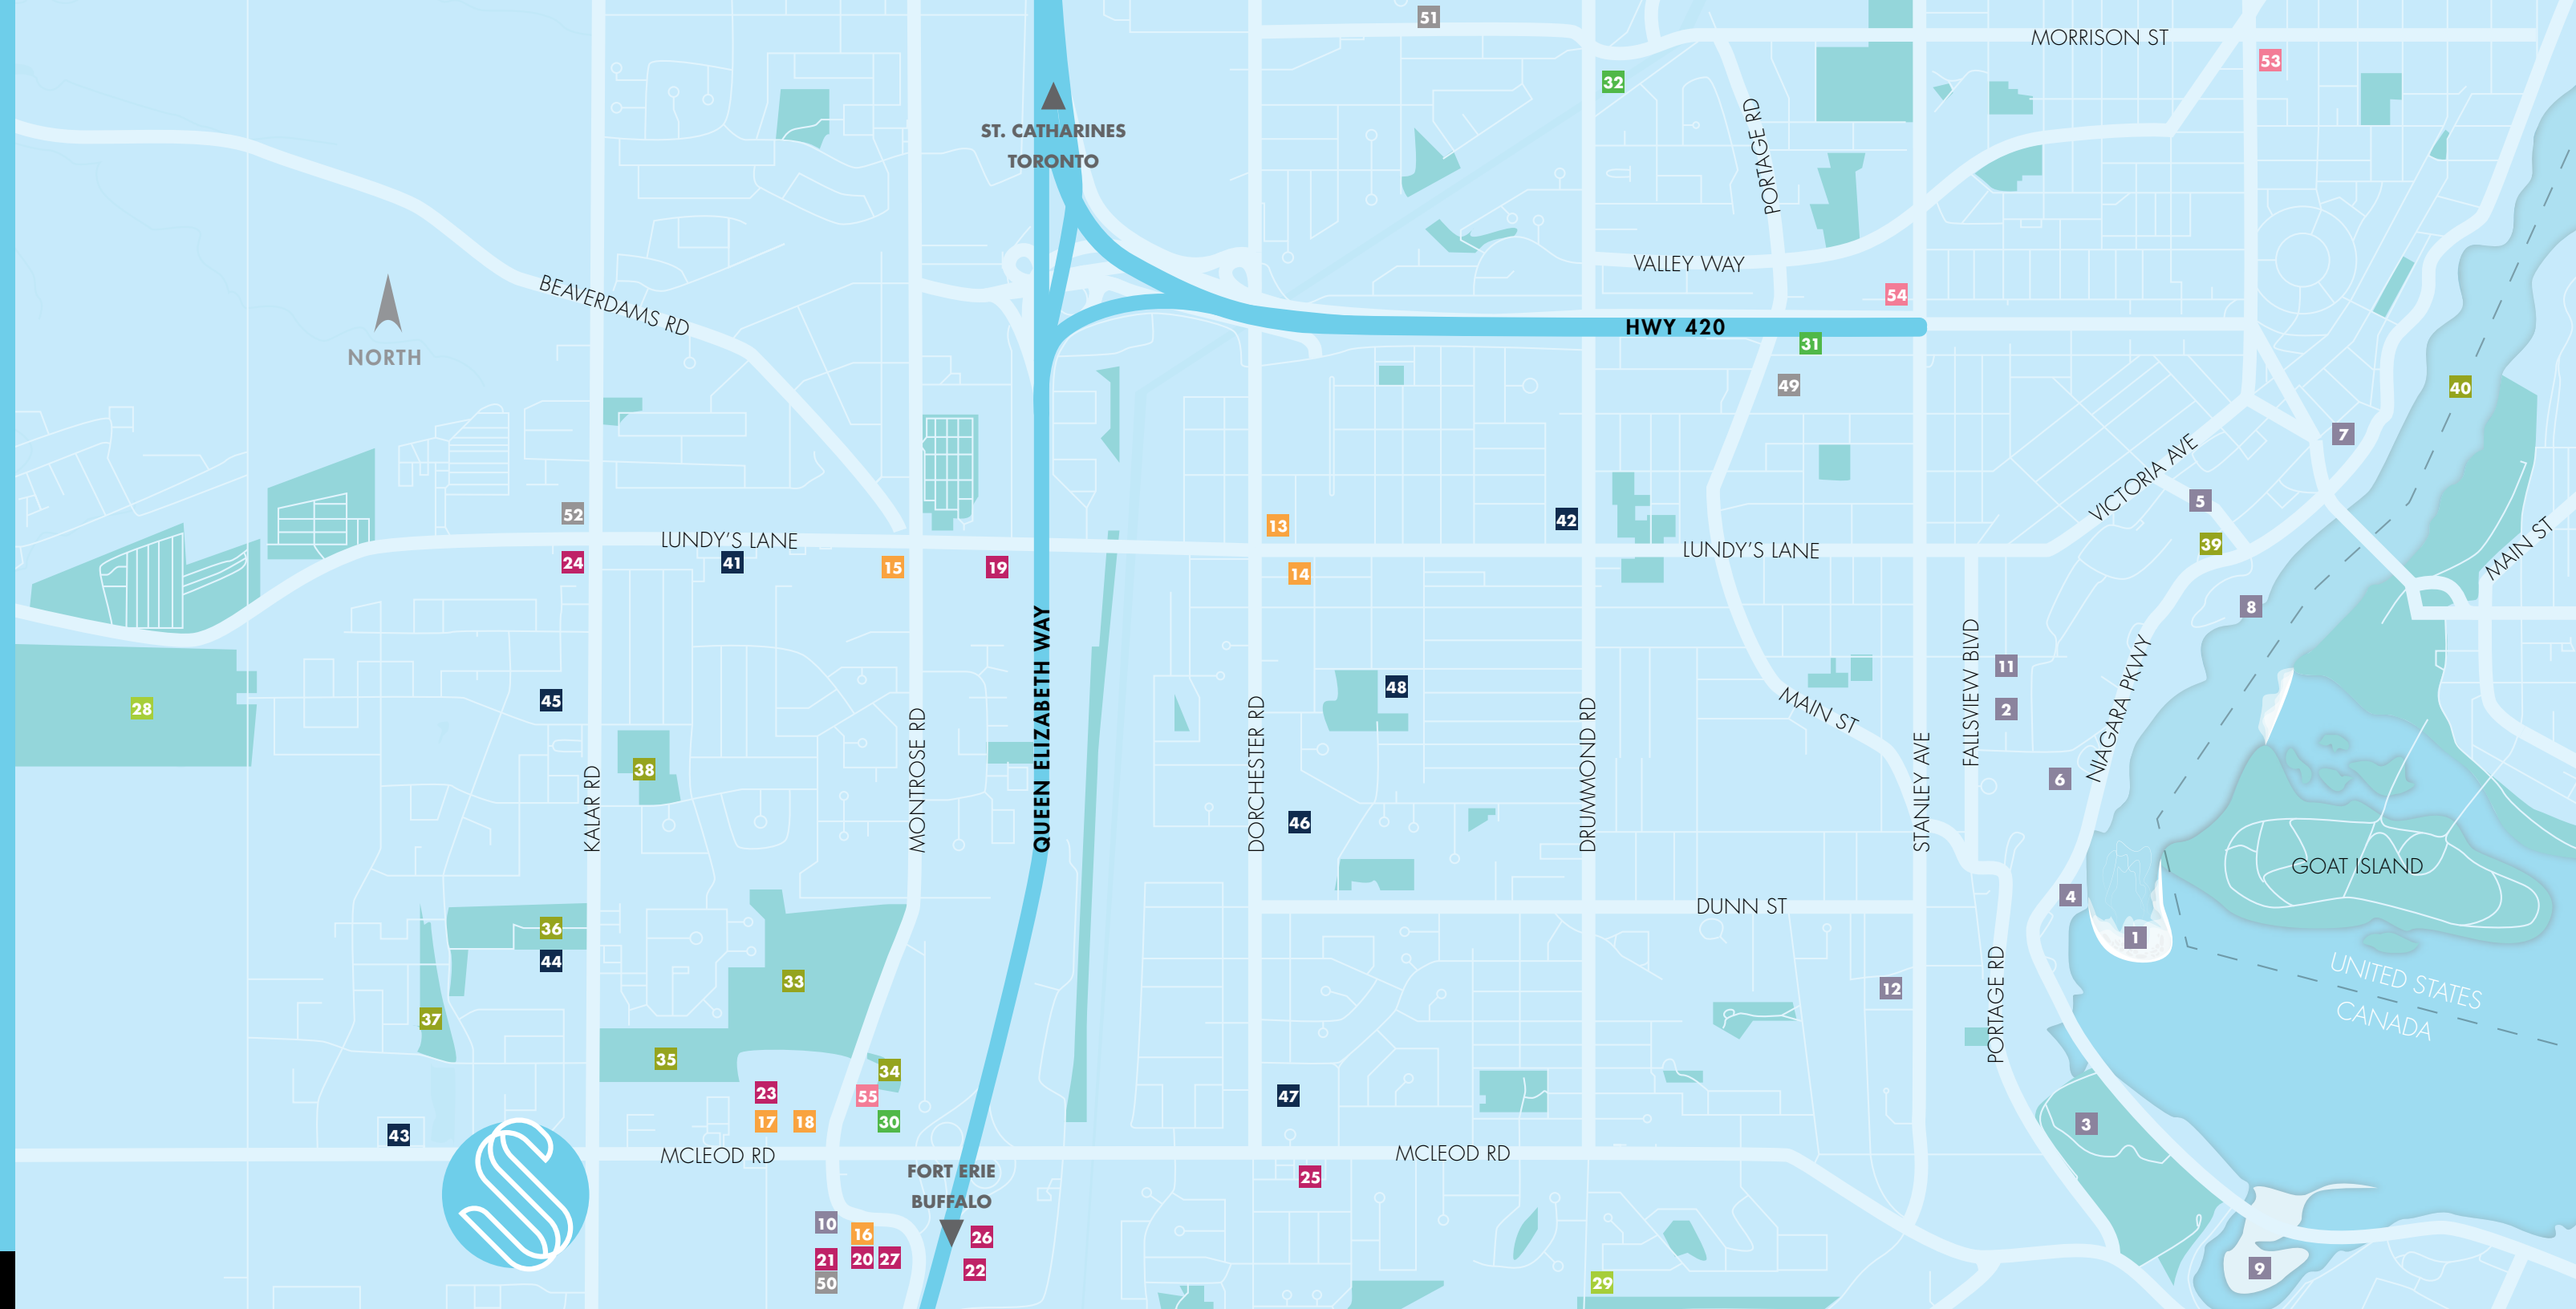 51
MORRISON ST
53
32
ST. CATHARINES
TORONTO
PORTAGE RD
VALLEY WAY
BEAVERDAMS RD
54
HWY 420
31
NORTH
49
40
7
VICTORIA AVE
5
52
13
42
LUNDY'S LANE
LUNDY'S LANE
39
MAIN ST
24
41
15
19
14
8
QUEEN ELIZABETH WAY
FALLSVIEW BLVD
11
NIAGARA PKWY
45
48
28
2
MAIN ST
38
6
KALAR RD
MONTROSE RD
DORCHESTER RD
46
DRUMMOND RD
STANLEY AVE
GOAT ISLAND
4
DUNN ST
36
1
44
33
12
UNITED STATES
CANADA
PORTAGE RD
37
35
34
23
55
47
17
18
30
3
43
MCLEOD RD
MCLEOD RD
FORT ERIE
BUFFALO
25
10
16
26
21
20
27
22
9
50
29